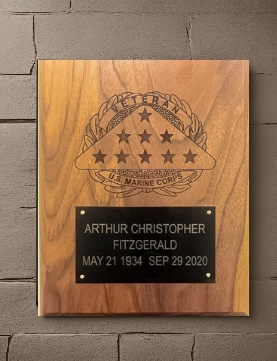 VETERAN
U.S. MARINE CORPS
ARTHUR CHRISTOPHER
FITZGERALD
MAY 21 1934 SEP 29 2020